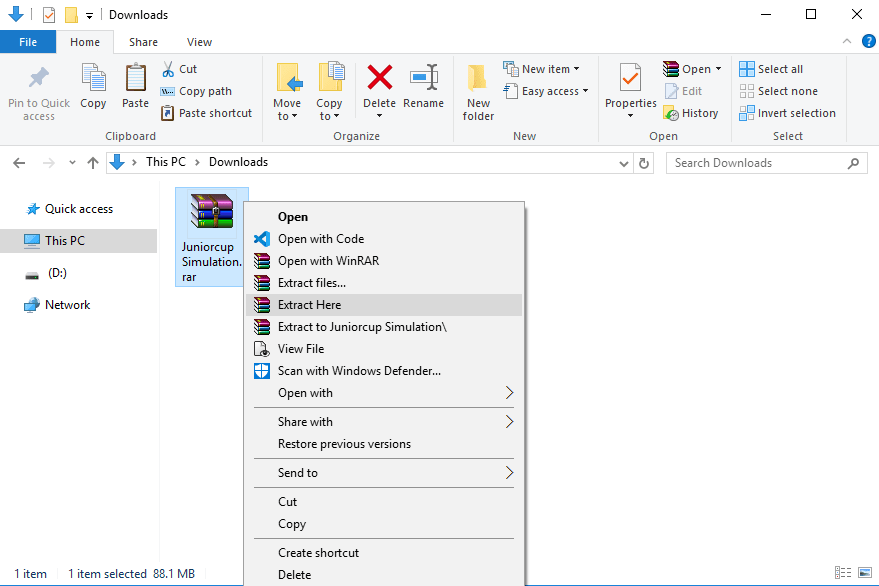 Downloads
File Home Share View
Pin to Quick access
Copy
Paste
Cut
Copy path
Paste shortcut
Clipboard
Move to
Copy to
Delete
Rename
Organize
New folder
New item
Easy access
New
Properties
Open
Edit
History
Open
Select all
Select none
Invert selection
Select
This PC > Downloads
Search Downloads
Quick access
This PC
(D:)
Network
Juniorcup
Simulation.
rar
Open
Open with Code
Open with WinRAR
Extract files...
Extract Here
Extract to Juniorcup Simulation\
View File
Scan with Windows Defender...
Open with
Share with
Restore previous versions
Send to
Cut
Copy
Create shortcut
Delete
1 item 1 item selected 88.1 MB